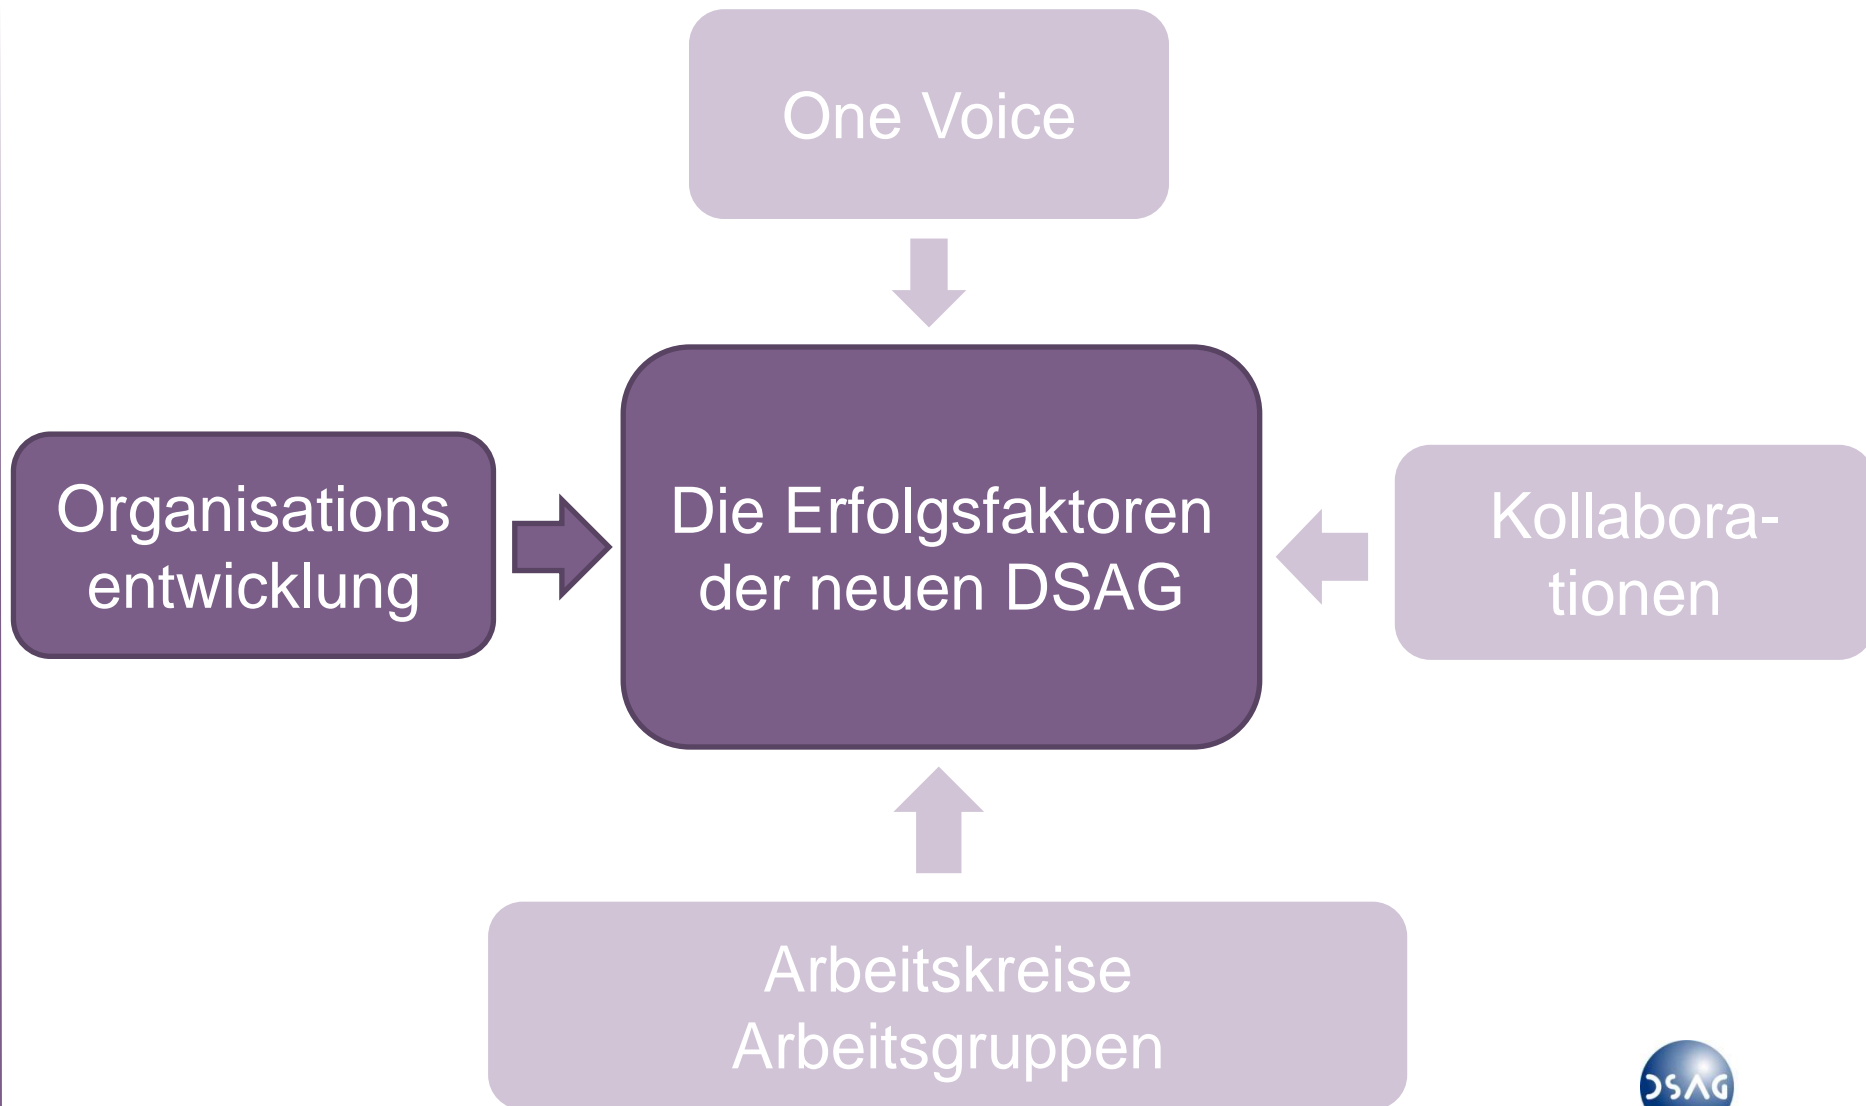 One Voice
Organisations
entwicklung
Die Erfolgsfaktoren
der neuen DSAG
Kollabora-
tionen
Arbeitskreise
Arbeitsgruppen
DSAG